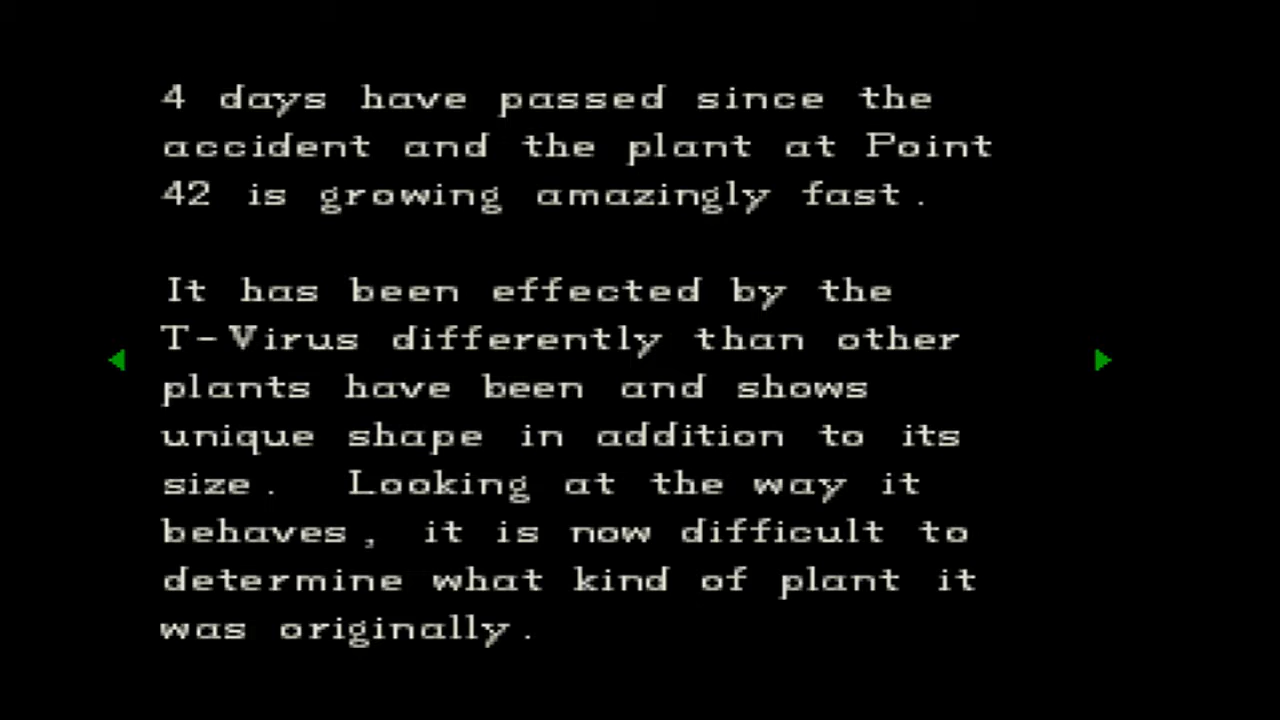 4 days have passed since the
accident and the plant at Point
42 is growing amazingly fast.
It has been effected by the
T-Virus differently than other
plants have been and shows
unique shape in addition to its
size. Looking at the way it
behaves, it is now difficult to
determine what kind of plant it
was originally.